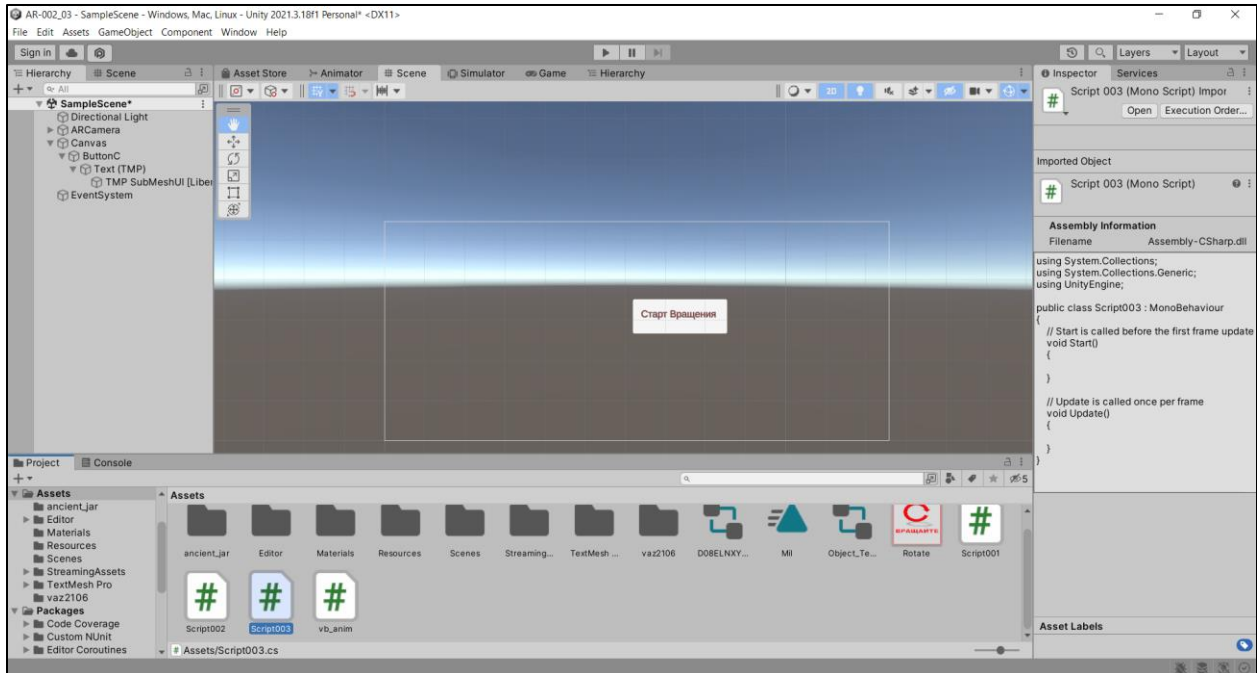 AR-002_03 - SampleScene - Windows, Mac, Linux - Unity 2021.3.18f1 Personal* <DX11>
File Edit Assets GameObject Component Window Help
Sign in
Layers Layout
Hierarchy Scene
Asset Store Animator Scene Simulator Game Hierarchy
Inspector Services
All
2D
SampleScene*
Directional Light
ARCamera
Canvas
ButtonC
Text (TMP)
TMP SubMeshUI [Liber
EventSystem
Старт Вращения
Script 003 (Mono Script) Impor
Open Execution Order...
Imported Object
Script 003 (Mono Script)
Assembly Information
Filename Assembly-CSharp.dll
using System.Collections;
using System.Collections.Generic;
using UnityEngine;
public class Script003 : MonoBehaviour
{
// Start is called before the first frame update
void Start()
{
}
// Update is called once per frame
void Update()
{
}
}
Project Console
5
Assets
ancient_jar
Editor
Materials
Resources
Scenes
StreamingAssets
TextMesh Pro
vaz2106
Packages
Code Coverage
Custom NUnit
Editor Coroutines
Assets
С
ВРАЩАЙТЕ
ancient_jar Editor Materials Resources Scenes Streaming... TextMesh ... vaz2106 D08ELNXY... Mil Object_Te... Rotate Script001
Script002 Script003 vb_anim
Assets/Script003.cs
Asset Labels